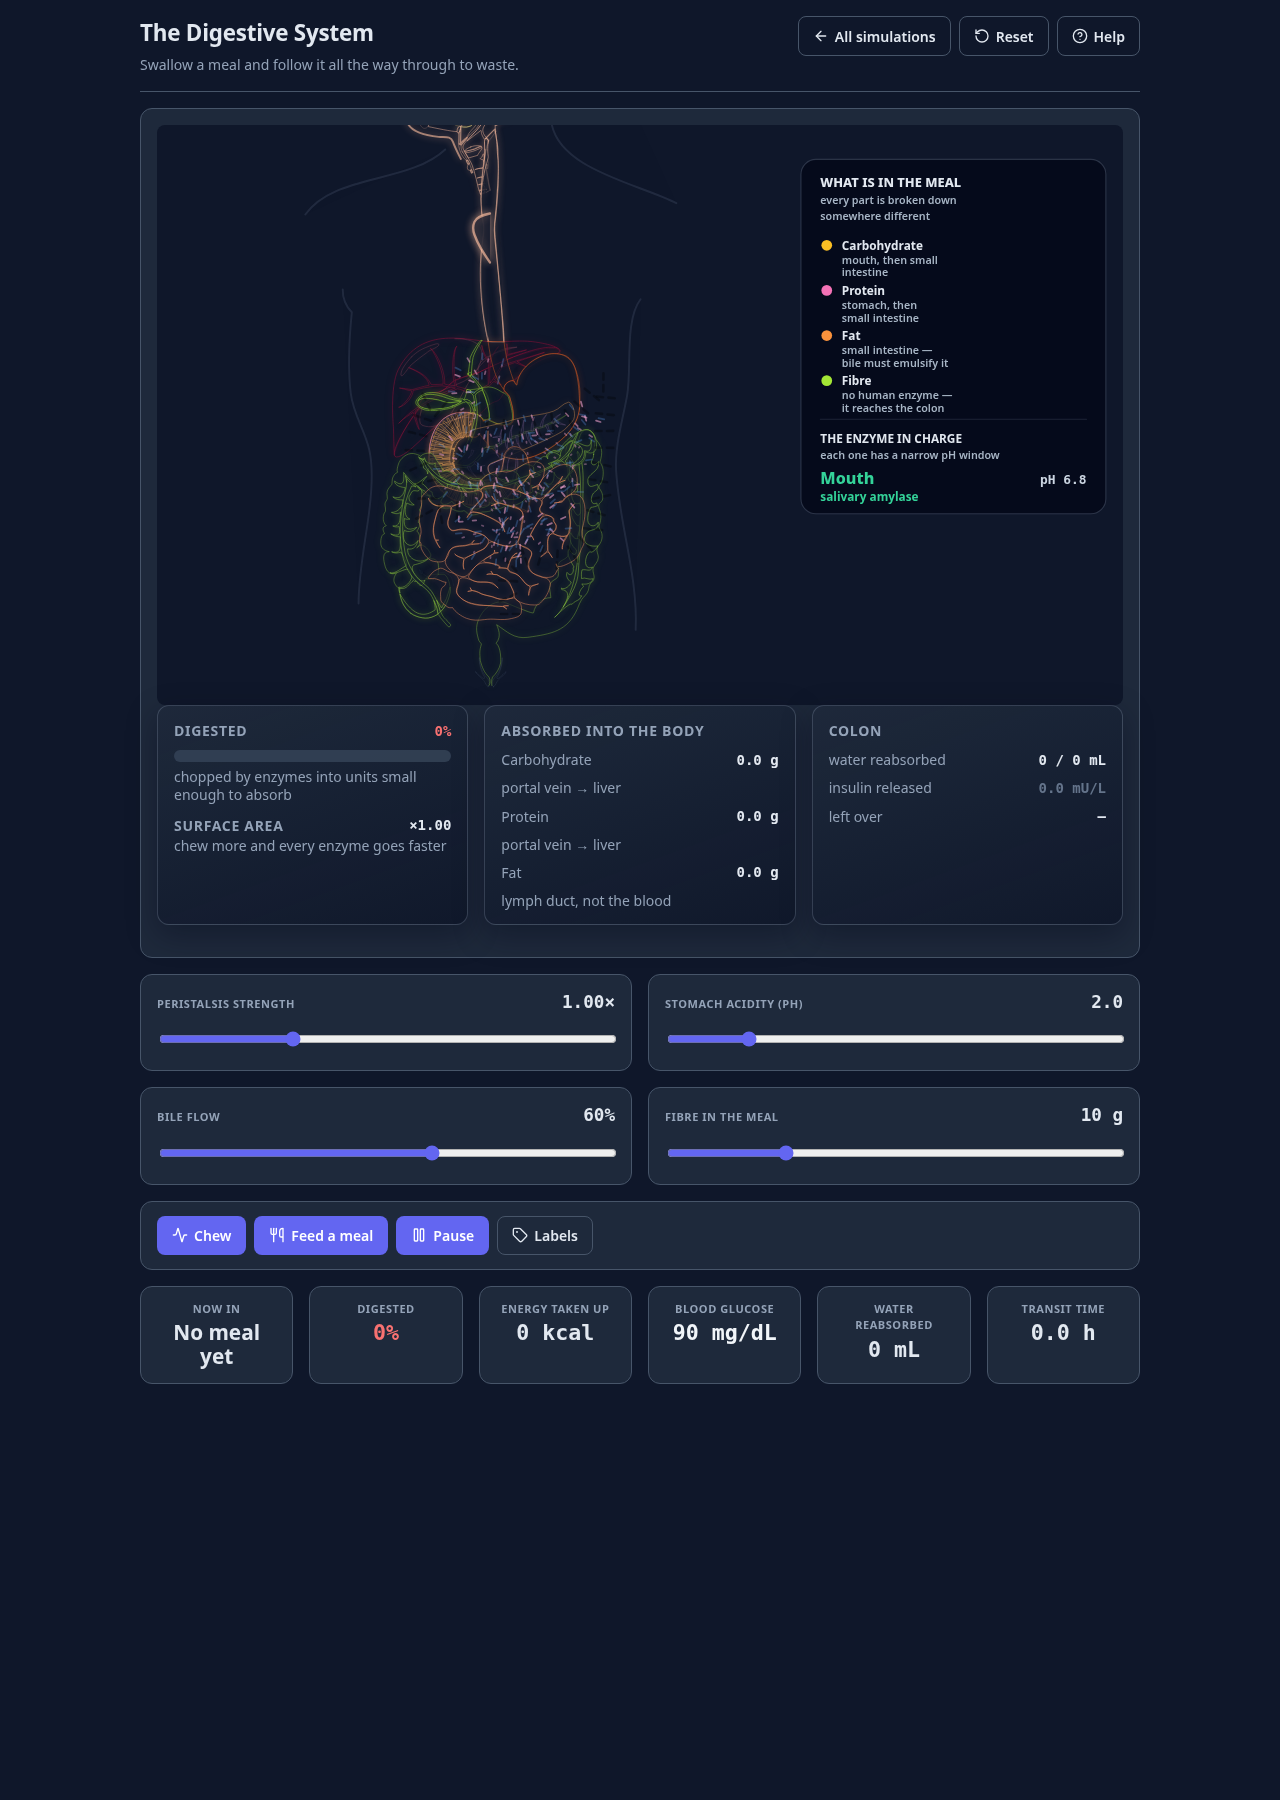 The Digestive System
Swallow a meal and follow it all the way through to waste.
All simulations
Reset
Help
WHAT IS IN THE MEAL
every part is broken down
somewhere different
Carbohydrate
mouth, then small
intestine
Protein
stomach, then
small intestine
Fat
small intestine —
bile must emulsify it
Fibre
no human enzyme —
it reaches the colon
THE ENZYME IN CHARGE
each one has a narrow pH window
Mouth pH 6.8
salivary amylase
DIGESTED 0%
chopped by enzymes into units small
enough to absorb
SURFACE AREA ×1.00
chew more and every enzyme goes faster
ABSORBED INTO THE BODY
Carbohydrate 0.0 g
portal vein → liver
Protein 0.0 g
portal vein → liver
Fat 0.0 g
lymph duct, not the blood
COLON
water reabsorbed 0 / 0 mL
insulin released 0.0 mU/L
left over —
PERISTALSIS STRENGTH 1.00×
STOMACH ACIDITY (PH) 2.0
BILE FLOW 60%
FIBRE IN THE MEAL 10 g
Chew
Feed a meal
Pause
Labels
NOW IN
No meal
yet
DIGESTED
0%
ENERGY TAKEN UP
0 kcal
BLOOD GLUCOSE
90 mg/dL
WATER
REABSORBED
0 mL
TRANSIT TIME
0.0 h